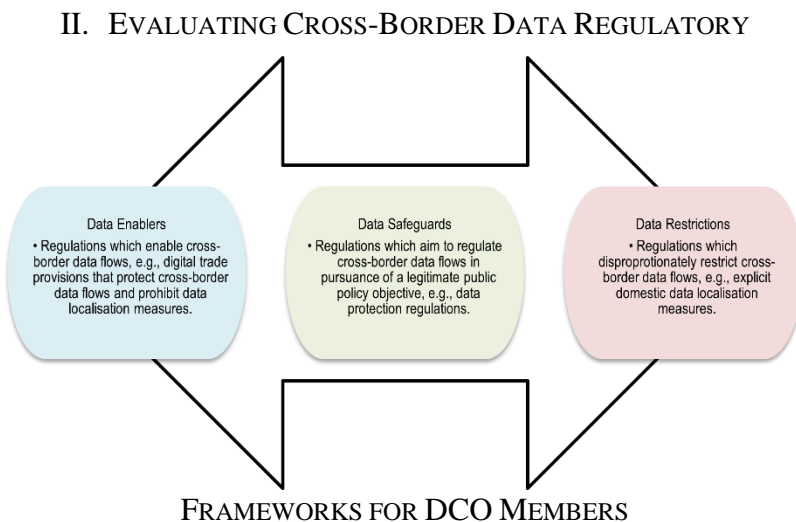 II. EVALUATING CROSS-BORDER DATA REGULATORY
Data Enablers
• Regulations which enable cross-
border data flows, e.g., digital trade
provisions that protect cross-border
data flows and prohibit data
localisation measures.
Data Safeguards
• Regulations which aim to regulate
cross-border data flows in
pursuance of a legitimate public
policy objective, e.g., data
protection regulations.
Data Restrictions
• Regulations which
disproprotionately restrict cross-
border data flows, e.g., explicit
domestic data localisation
measures.
FRAMEWORKS FOR DCO MEMBERS